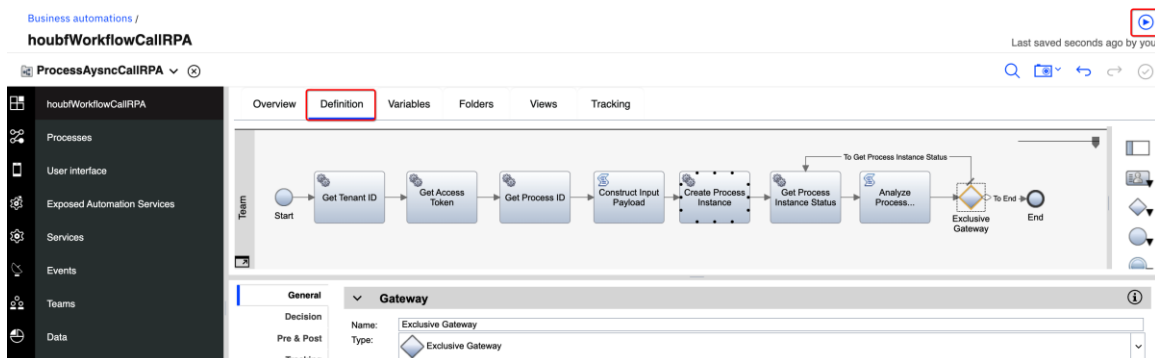 Business automations /
houbfWorkflowCallRPA
Last saved seconds ago by you
ProcessAysncCallRPA
houbfWorkflowCallRPA
Overview Definition Variables Folders Views Tracking
Processes
User interface
Exposed Automation Services
Services
Events
Teams
Data
Team
To Get Process Instance Status
Start
Get Tenant ID
Get Access
Token
Get Process ID
Construct Input
Payload
Create Process
Instance
Get Process
Instance Status
Analyze
Process...
Exclusive
Gateway
To End
End
General
Decision
Pre & Post
Gateway
Name: Exclusive Gateway
Type: Exclusive Gateway